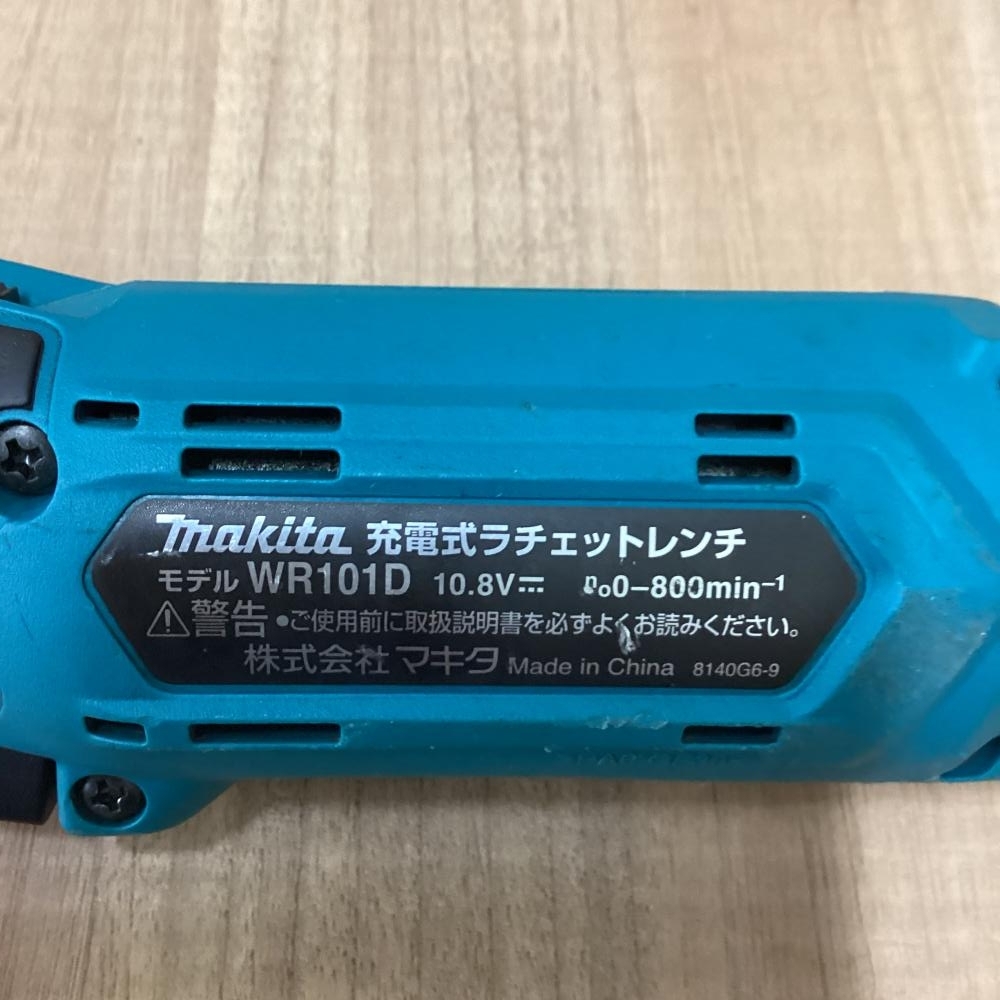 makita 充電式ラチェットレンチ
モデル WR101D 10.8V⎓ n₀0-800min⁻¹
⚠警告 •ご使用前に取扱説明書を必ずよくお読みください。
株式会社 マキタ Made in China 8140G6-9